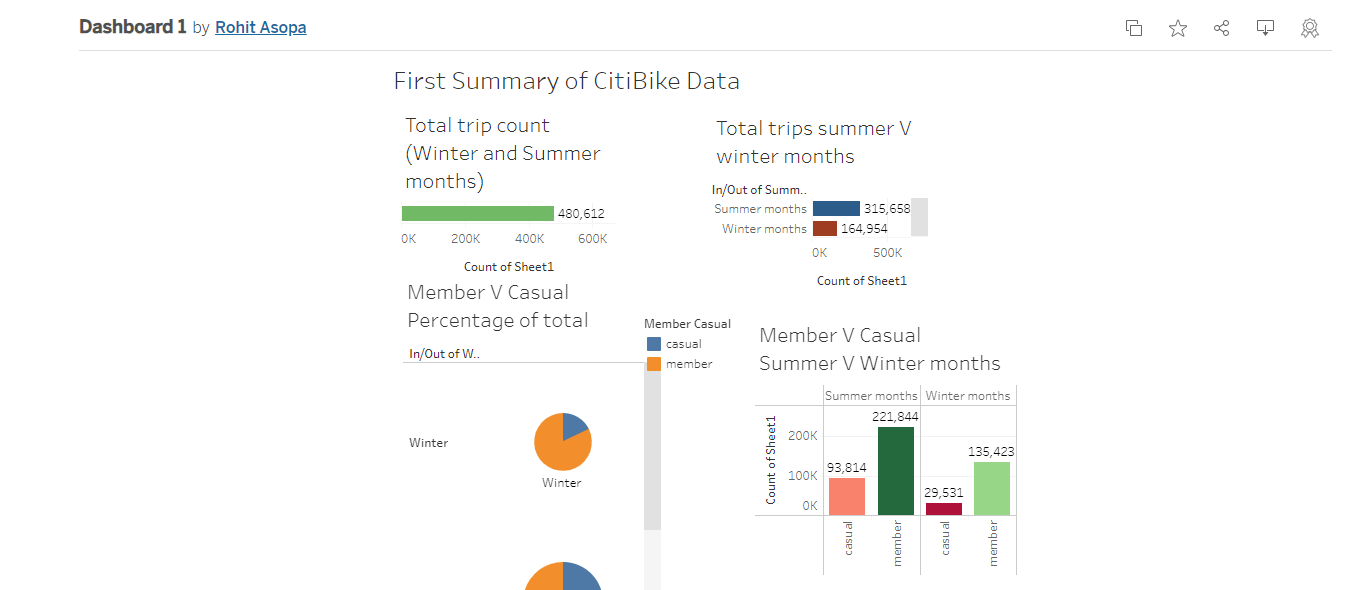 Dashboard 1 by Rohit Asopa
First Summary of CitiBike Data
Total trip count
(Winter and Summer
months)
480,612
0K 200K 400K 600K
Count of Sheet1
Total trips summer V
winter months
In/Out of Summ..
Summer months 315,658
Winter months 164,954
0K 500K
Count of Sheet1
Member V Casual
Percentage of total
In/Out of W..
Winter
Winter
Member Casual
casual
member
Member V Casual
Summer V Winter months
Summer months Winter months
Count of Sheet1
200K
100K
0K
93,814
221,844
29,531
135,423
casual
member
casual
member